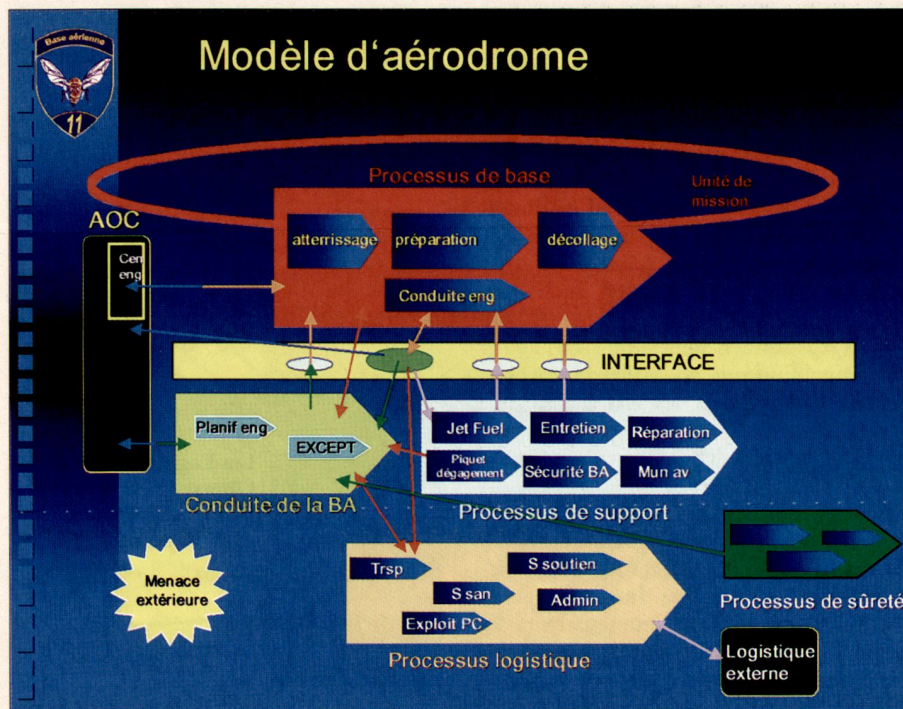 Base aérienne
11
Modèle d'aérodrome
Processus de base
Unité de
mission
AOC
Cen
eng
atterrissage
préparation
décollage
Conduite eng
INTERFACE
Planif eng
EXCEPT
Conduite de la BA
Jet Fuel
Entretien
Réparation
Piquet
dégagement
Sécurité BA
Mun av
Processus de support
Menace
extérieure
Trsp
S soutien
S san
Admin
Exploit PC
Processus logistique
Processus de sûreté
Logistique
externe